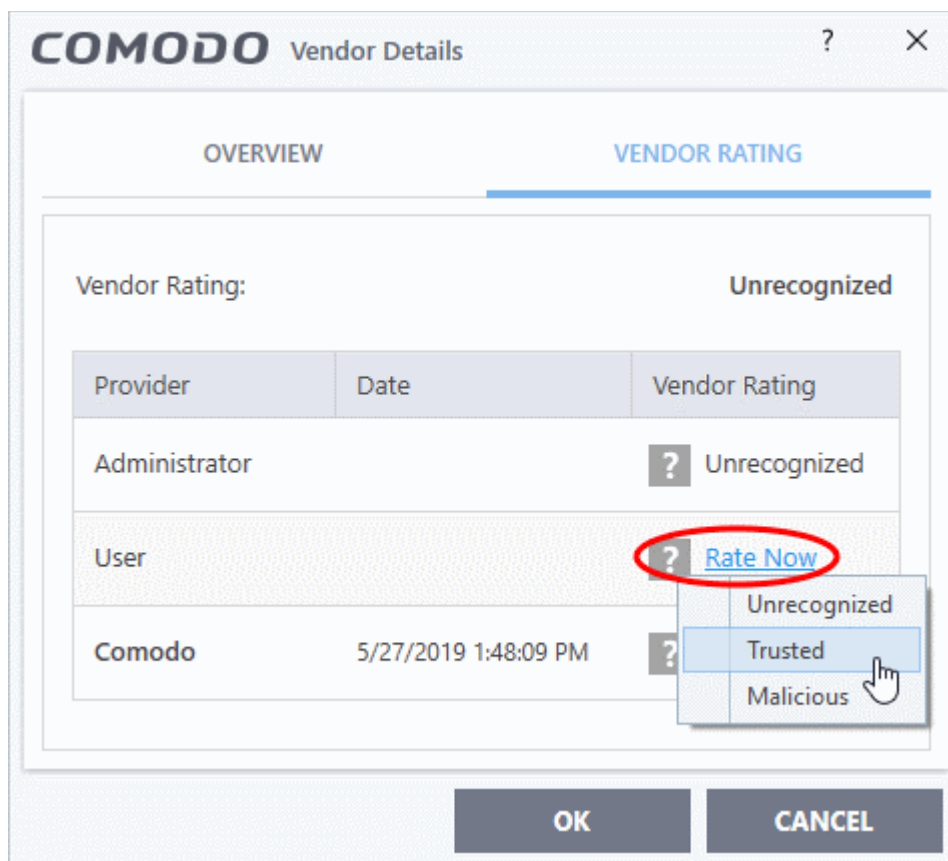 COMODO Vendor Details ?
OVERVIEW VENDOR RATING
Vendor Rating: Unrecognized
Provider Date Vendor Rating
Administrator ? Unrecognized
User ? Rate Now
Unrecognized
Comodo 5/27/2019 1:48:09 PM ? Trusted
Malicious
OK CANCEL